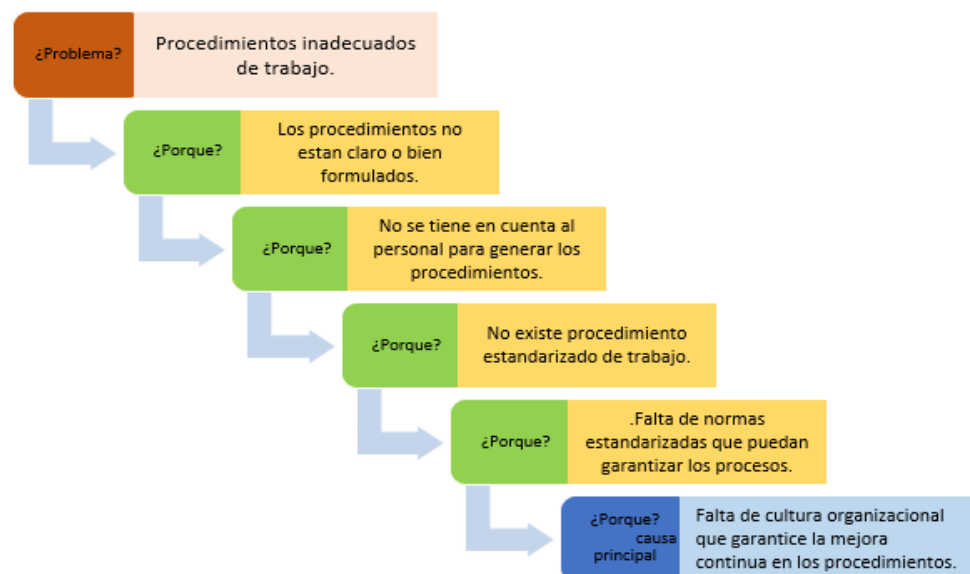 ¿Problema?
Procedimientos inadecuados
de trabajo.
¿Porque?
Los procedimientos no
estan claro o bien
formulados.
¿Porque?
No se tiene en cuenta al
personal para generar los
procedimientos.
¿Porque?
No existe procedimiento
estandarizado de trabajo.
¿Porque?
.Falta de normas
estandarizadas que puedan
garantizar los procesos.
¿Porque?
causa
principal
Falta de cultura organizacional
que garantice la mejora
continua en los procedimientos.